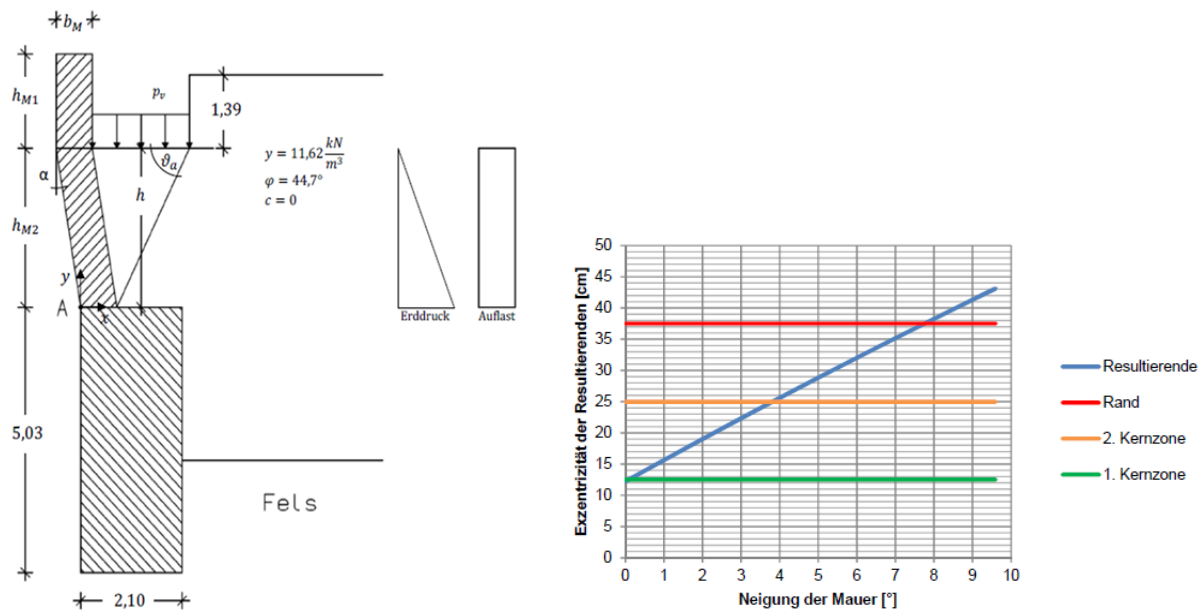 b_M
h_M1
p_v
1,39
y = 11,62 kN/m³
φ = 44,7°
c = 0
ϑ_a
α
h
h_M2
y
A
x
Erddruck
Auflast
5,03
Fels
2,10
Exzentrizität der Resultierenden [cm]
50
45
40
35
30
25
20
15
10
5
0
0 1 2 3 4 5 6 7 8 9 10
Neigung der Mauer [°]
Resultierende
Rand
2. Kernzone
1. Kernzone